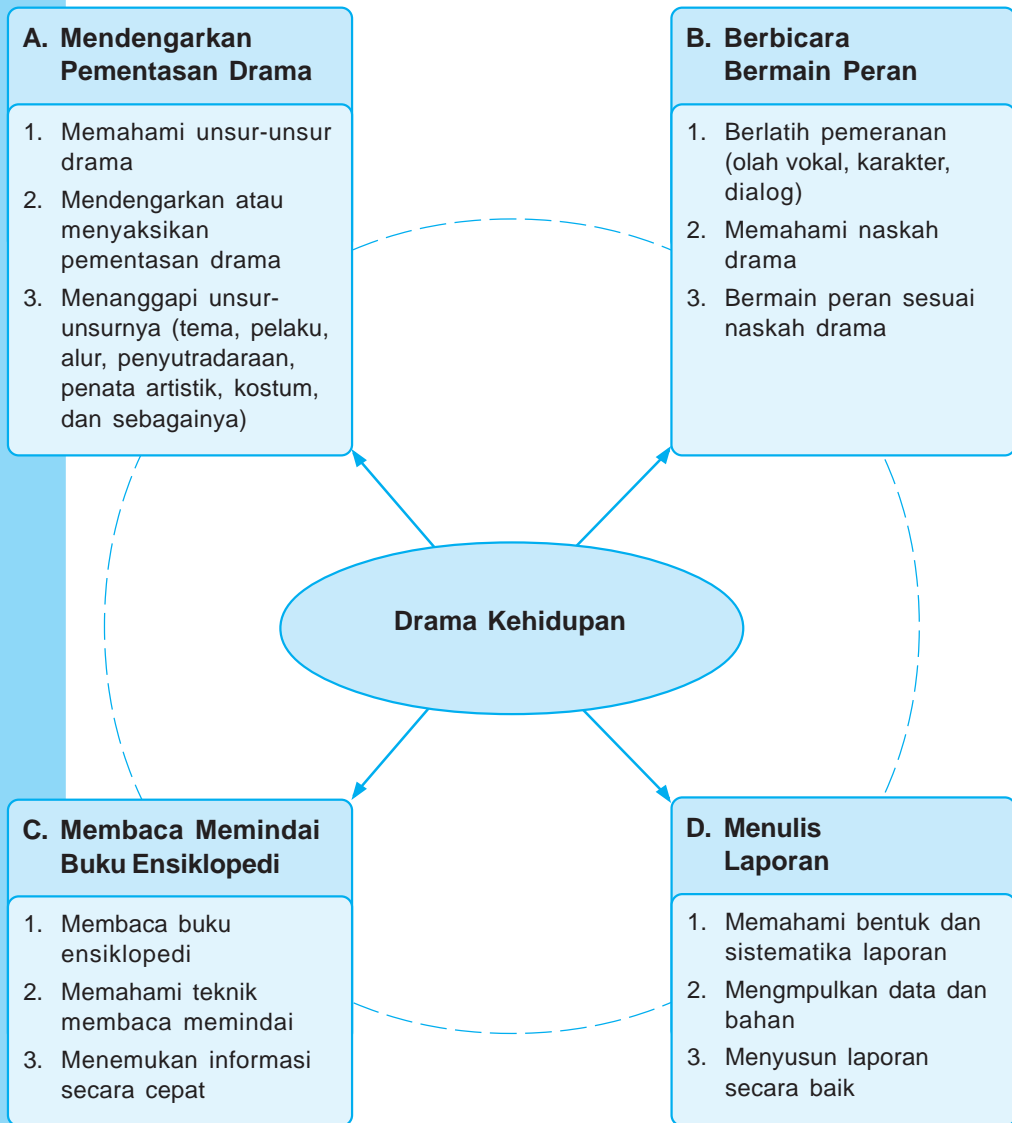 A. Mendengarkan
Pementasan Drama
1. Memahami unsur-unsur
drama
2. Mendengarkan atau
menyaksikan
pementasan drama
3. Menanggapi unsur-
unsurnya (tema, pelaku,
alur, penyutradaraan,
penata artistik, kostum,
dan sebagainya)
B. Berbicara
Bermain Peran
1. Berlatih pemeranan
(olah vokal, karakter,
dialog)
2. Memahami naskah
drama
3. Bermain peran sesuai
naskah drama
Drama Kehidupan
C. Membaca Memindai
Buku Ensiklopedi
1. Membaca buku
ensiklopedi
2. Memahami teknik
membaca memindai
3. Menemukan informasi
secara cepat
D. Menulis
Laporan
1. Memahami bentuk dan
sistematika laporan
2. Mengmpulkan data dan
bahan
3. Menyusun laporan
secara baik